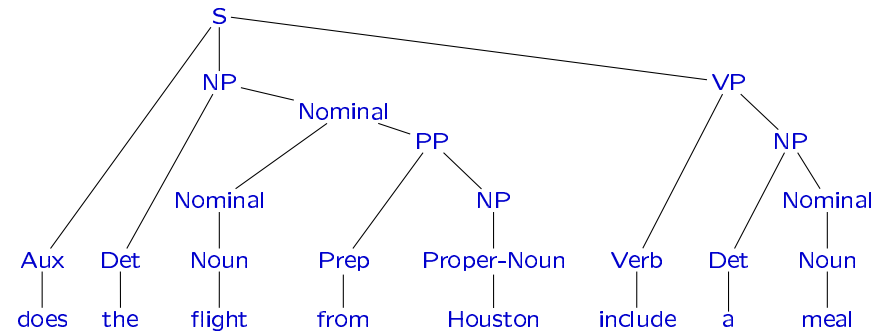 S
NP VP
Nominal
PP NP
Nominal NP Nominal
Aux Det Noun Prep Proper-Noun Verb Det Noun
does the flight from Houston include a meal